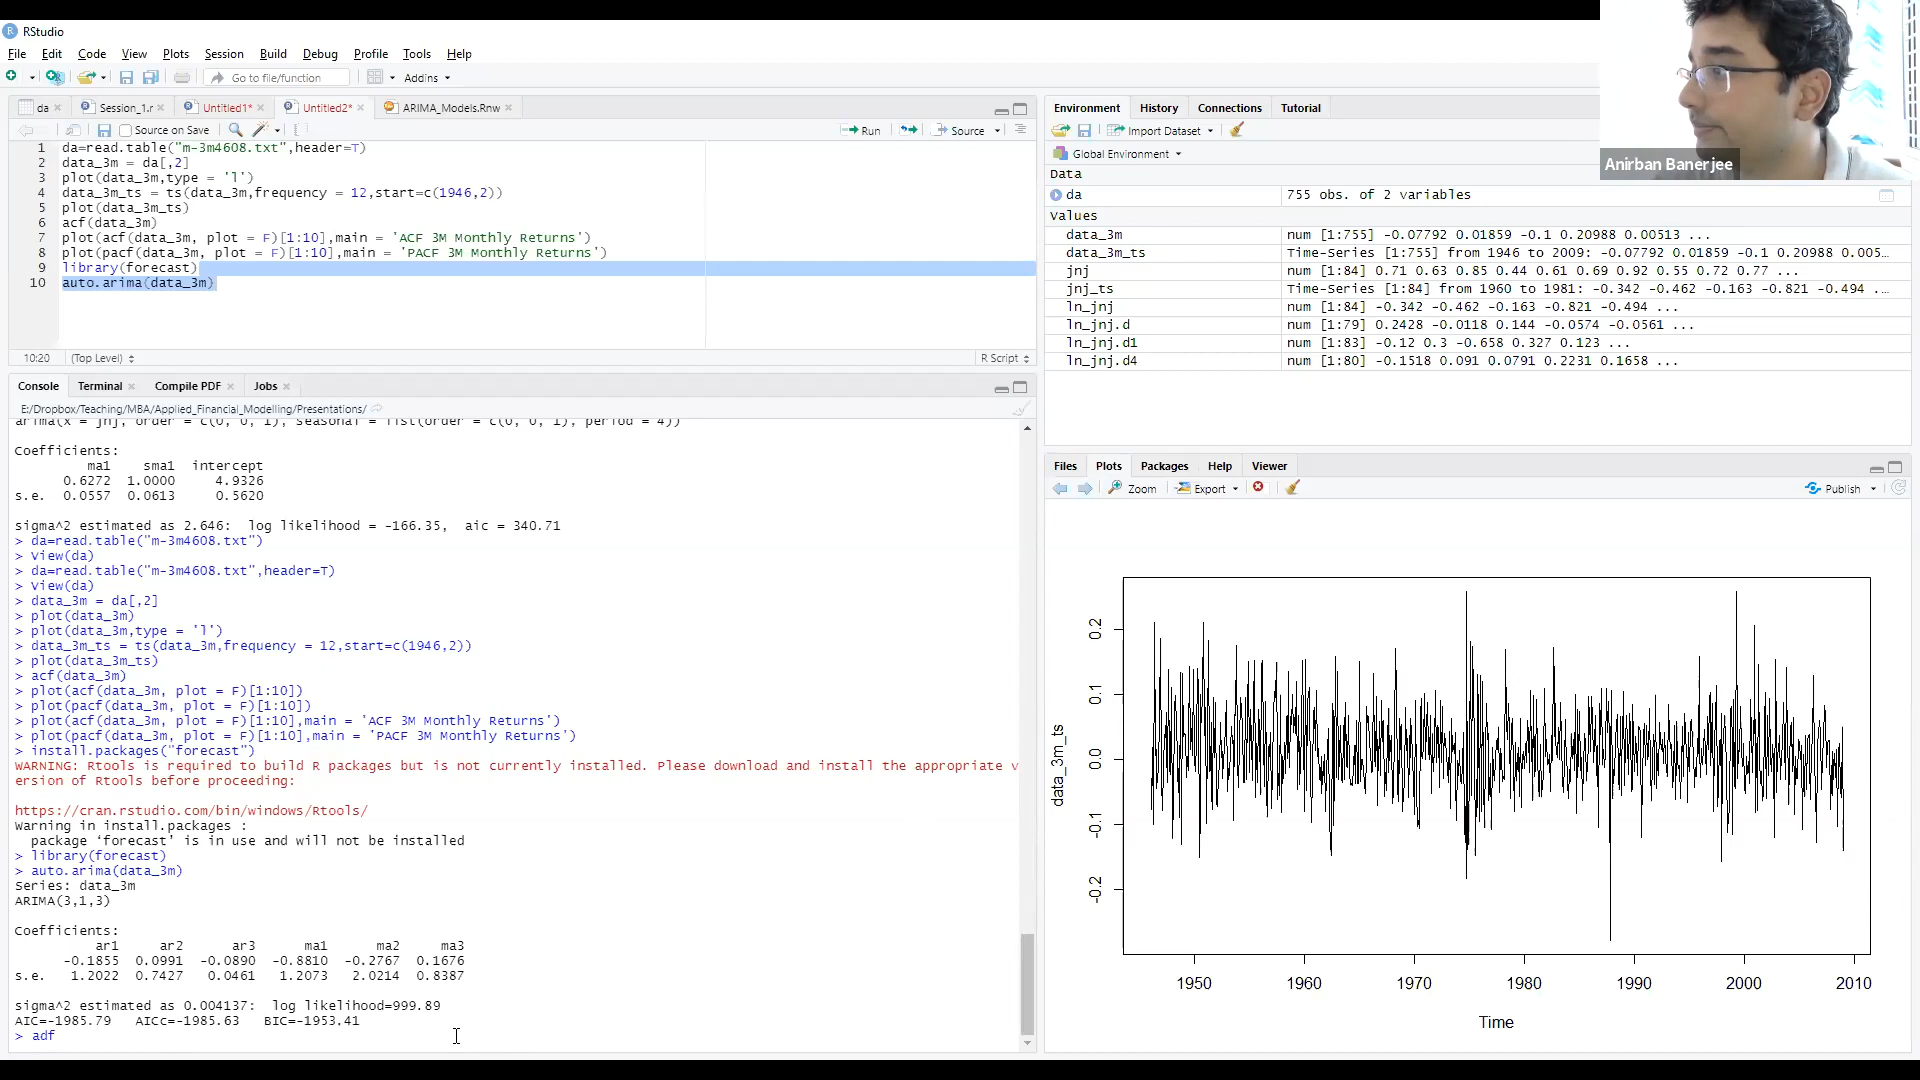 RStudio
File Edit Code View Plots Session Build Debug Profile Tools Help
Go to file/function Addins
da Session_1.r Untitled1* Untitled2* ARIMA_Models.Rnw
Source on Save Run Source
1 da=read.table("m-3m4608.txt",header=T)
2 data_3m = da[,2]
3 plot(data_3m,type = 'l')
4 data_3m_ts = ts(data_3m,frequency = 12,start=c(1946,2))
5 plot(data_3m_ts)
6 acf(data_3m)
7 plot(acf(data_3m, plot = F)[1:10],main = 'ACF 3M Monthly Returns')
8 plot(pacf(data_3m, plot = F)[1:10],main = 'PACF 3M Monthly Returns')
9 library(forecast)
10 auto.arima(data_3m)
10:20 (Top Level) R Script
Console Terminal Compile PDF Jobs
E:/Dropbox/Teaching/MBA/Applied_Financial_Modelling/Presentations/
arima(x = jnj, order = c(0, 0, 1), seasonal = list(order = c(0, 0, 1), period = 4))
Coefficients:
ma1 sma1 intercept
0.6272 1.0000 4.9326
s.e. 0.0557 0.0613 0.5620
sigma^2 estimated as 2.646: log likelihood = -166.35, aic = 340.71
> da=read.table("m-3m4608.txt")
> View(da)
> da=read.table("m-3m4608.txt",header=T)
> View(da)
> data_3m = da[,2]
> plot(data_3m)
> plot(data_3m,type = 'l')
> data_3m_ts = ts(data_3m,frequency = 12,start=c(1946,2))
> plot(data_3m_ts)
> acf(data_3m)
> plot(acf(data_3m, plot = F)[1:10])
> plot(pacf(data_3m, plot = F)[1:10])
> plot(acf(data_3m, plot = F)[1:10],main = 'ACF 3M Monthly Returns')
> plot(pacf(data_3m, plot = F)[1:10],main = 'PACF 3M Monthly Returns')
> install.packages("forecast")
WARNING: Rtools is required to build R packages but is not currently installed. Please download and install the appropriate v
ersion of Rtools before proceeding:
https://cran.rstudio.com/bin/windows/Rtools/
Warning in install.packages :
package ‘forecast’ is in use and will not be installed
> library(forecast)
> auto.arima(data_3m)
Series: data_3m
ARIMA(3,1,3)
Coefficients:
ar1 ar2 ar3 ma1 ma2 ma3
-0.1855 0.0991 -0.0890 -0.8810 -0.2767 0.1676
s.e. 1.2022 0.7427 0.0461 1.2073 2.0214 0.8387
sigma^2 estimated as 0.004137: log likelihood=999.89
AIC=-1985.79 AICc=-1985.63 BIC=-1953.41
> adf
Environment History Connections Tutorial
Import Dataset
Global Environment
Data
da 755 obs. of 2 variables
Values
data_3m num [1:755] -0.07792 0.01859 -0.1 0.20988 0.00513 ...
data_3m_ts Time-Series [1:755] from 1946 to 2009: -0.07792 0.01859 -0.1 0.20988 0.005…
jnj num [1:84] 0.71 0.63 0.85 0.44 0.61 0.69 0.92 0.55 0.72 0.77 ...
jnj_ts Time-Series [1:84] from 1960 to 1981: -0.342 -0.462 -0.163 -0.821 -0.494 ...
ln_jnj num [1:84] -0.342 -0.462 -0.163 -0.821 -0.494 ...
ln_jnj.d num [1:79] 0.2428 -0.0118 0.144 -0.0574 -0.0561 ...
ln_jnj.d1 num [1:83] -0.12 0.3 -0.658 0.327 0.123 ...
ln_jnj.d4 num [1:80] -0.1518 0.091 0.0791 0.2231 0.1658 ...
Files Plots Packages Help Viewer
Zoom Export Publish
data_3m_ts
0.2
0.1
0.0
-0.1
-0.2
1950 1960 1970 1980 1990 2000 2010
Time
Anirban Banerjee